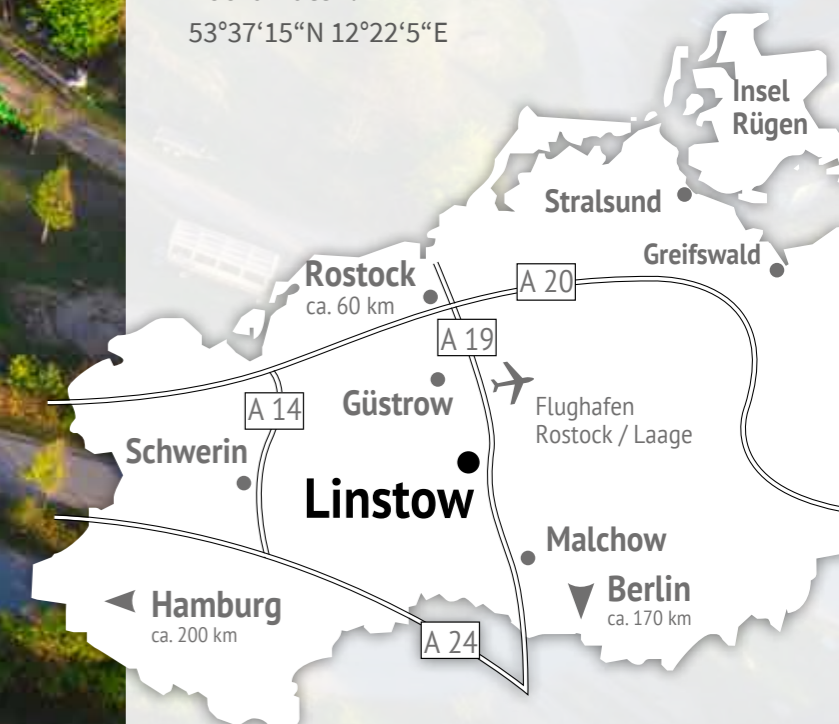 53°37‘15“N 12°22‘5“E
Insel
Rügen
Stralsund
Greifswald
Rostock
ca. 60 km
A 20
A 19
Güstrow
A 14
Flughafen
Rostock / Laage
Schwerin
Linstow
Malchow
Hamburg
ca. 200 km
Berlin
ca. 170 km
A 24